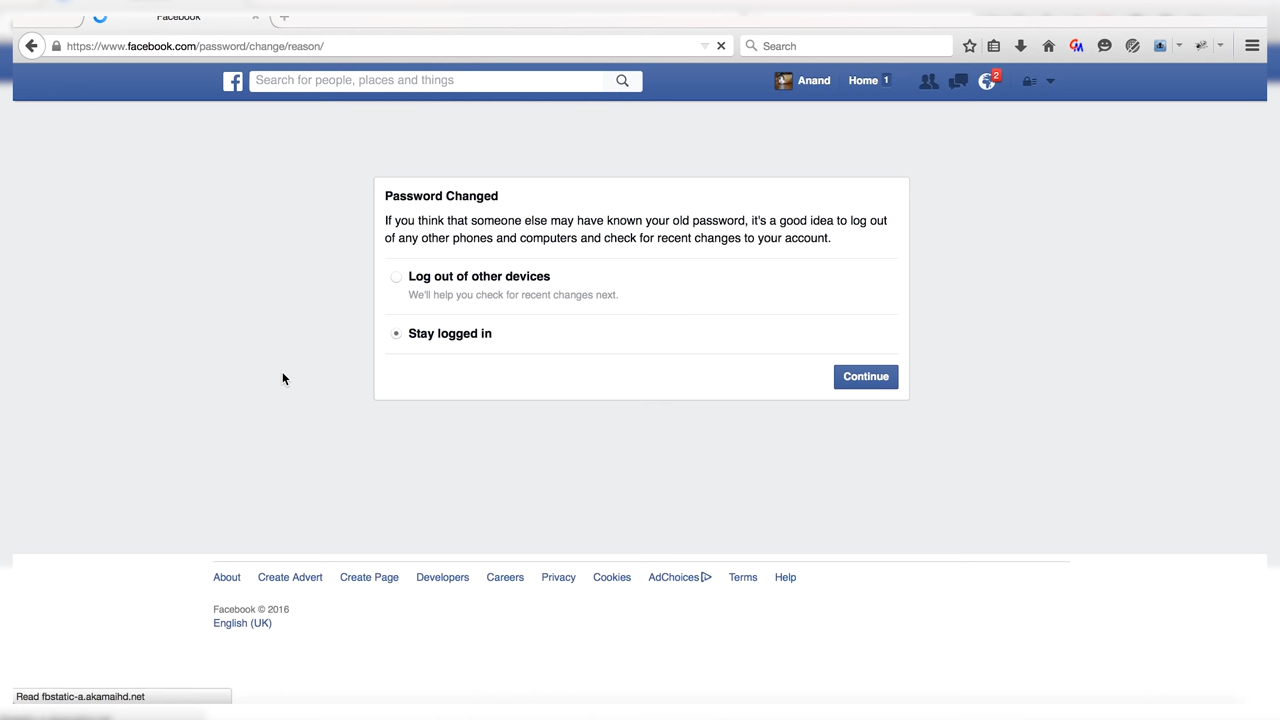 Facebook
https://www.facebook.com/password/change/reason/
Search
Search for people, places and things
Anand
Home 1
2
Password Changed
If you think that someone else may have known your old password, it's a good idea to log out
of any other phones and computers and check for recent changes to your account.
Log out of other devices
We'll help you check for recent changes next.
Stay logged in
Continue
About Create Advert Create Page Developers Careers Privacy Cookies AdChoices Terms Help
Facebook © 2016
English (UK)
Read fbstatic-a.akamaihd.net